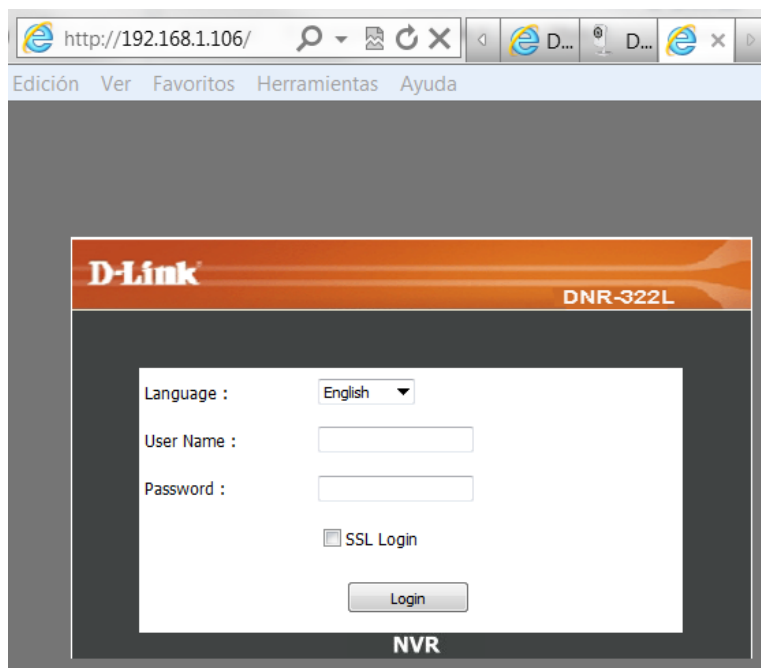 http://192.168.1.106/ D... D...
Edición Ver Favoritos Herramientas Ayuda
D-Link
DNR-322L
Language : English
User Name :
Password :
SSL Login
Login
NVR